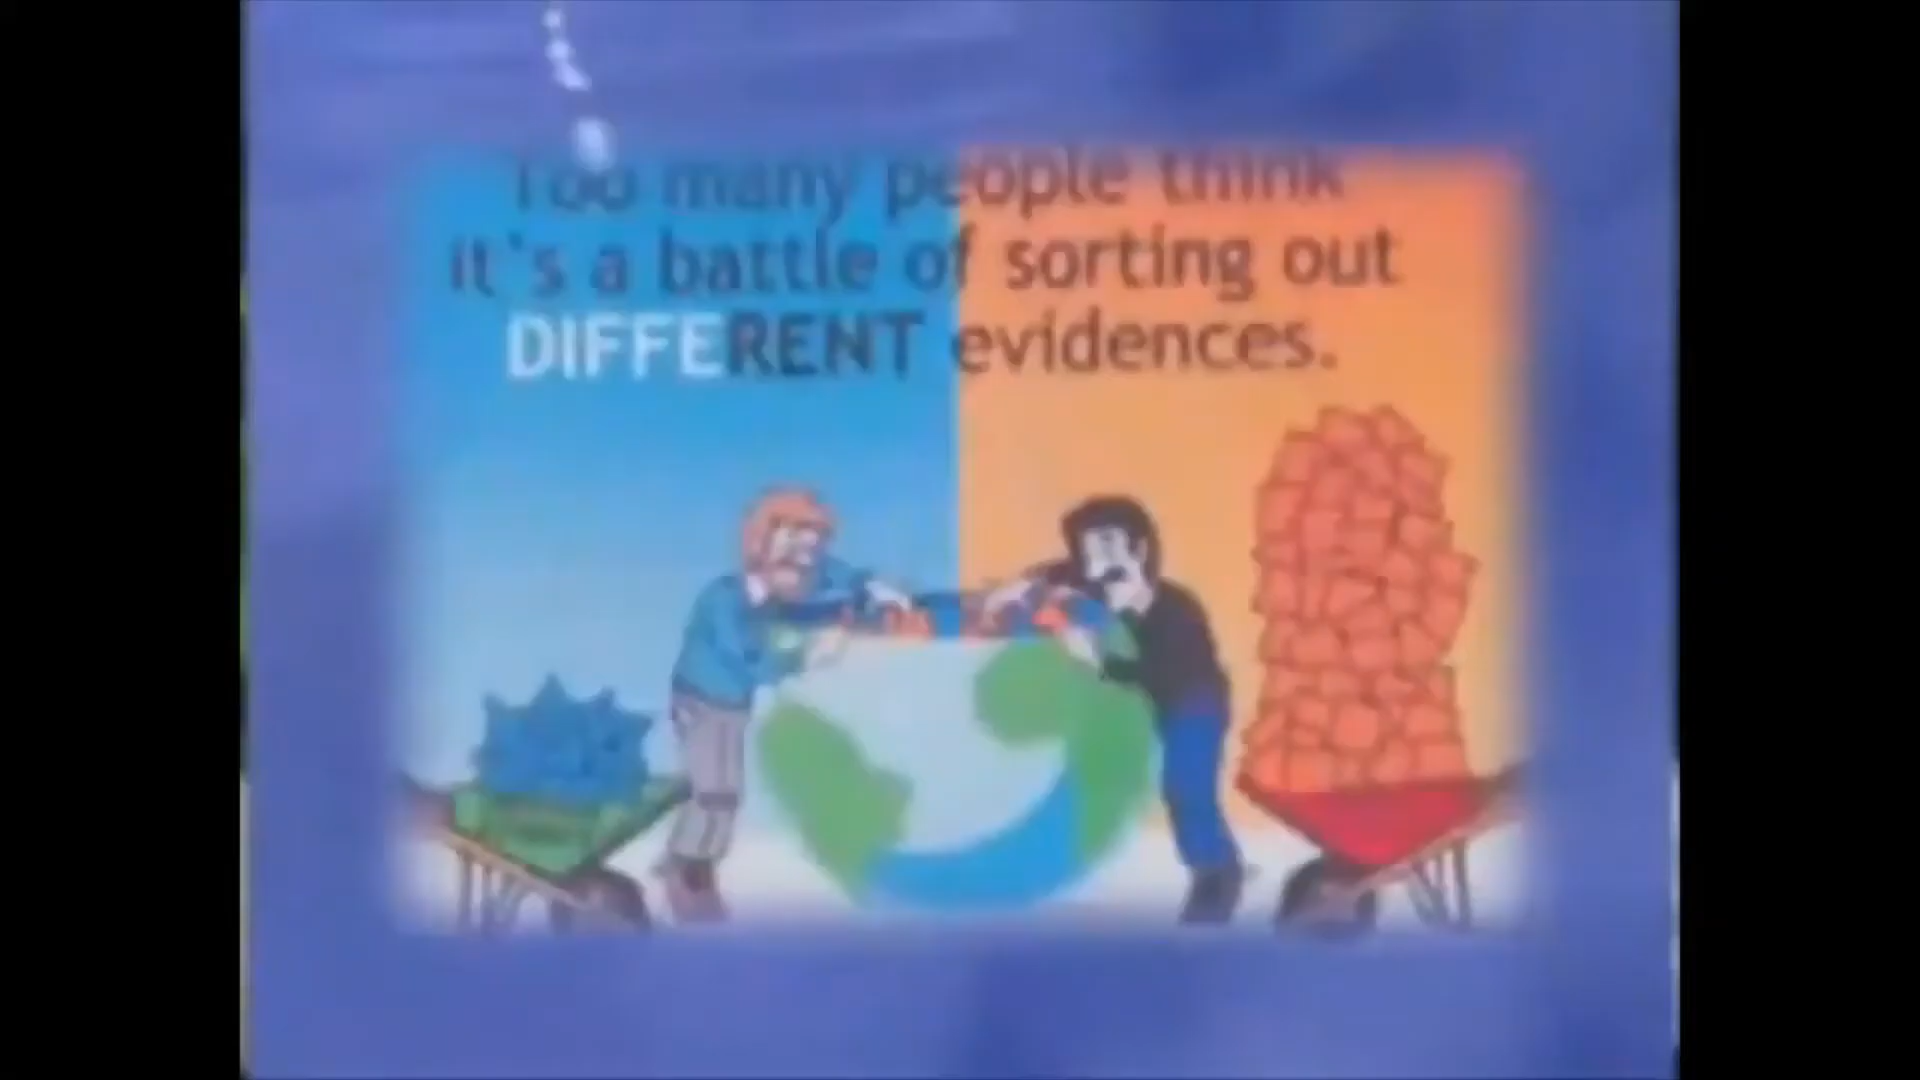 Too many people think
it's a battle of sorting out
DIFFERENT evidences.